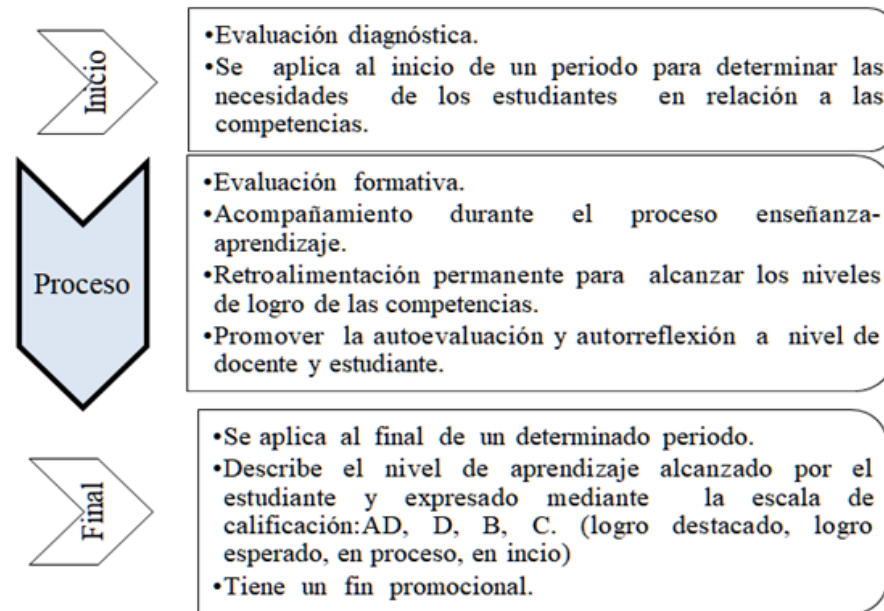 Inicio
•Evaluación diagnóstica.
•Se aplica al inicio de un periodo para determinar las
necesidades de los estudiantes en relación a las
competencias.
Proceso
•Evaluación formativa.
•Acompañamiento durante el proceso enseñanza-
aprendizaje.
•Retroalimentación permanente para alcanzar los niveles
de logro de las competencias.
•Promover la autoevaluación y autorreflexión a nivel de
docente y estudiante.
Final
•Se aplica al final de un determinado periodo.
•Describe el nivel de aprendizaje alcanzado por el
estudiante y expresado mediante la escala de
calificación:AD, D, B, C. (logro destacado, logro
esperado, en proceso, en incio)
•Tiene un fin promocional.